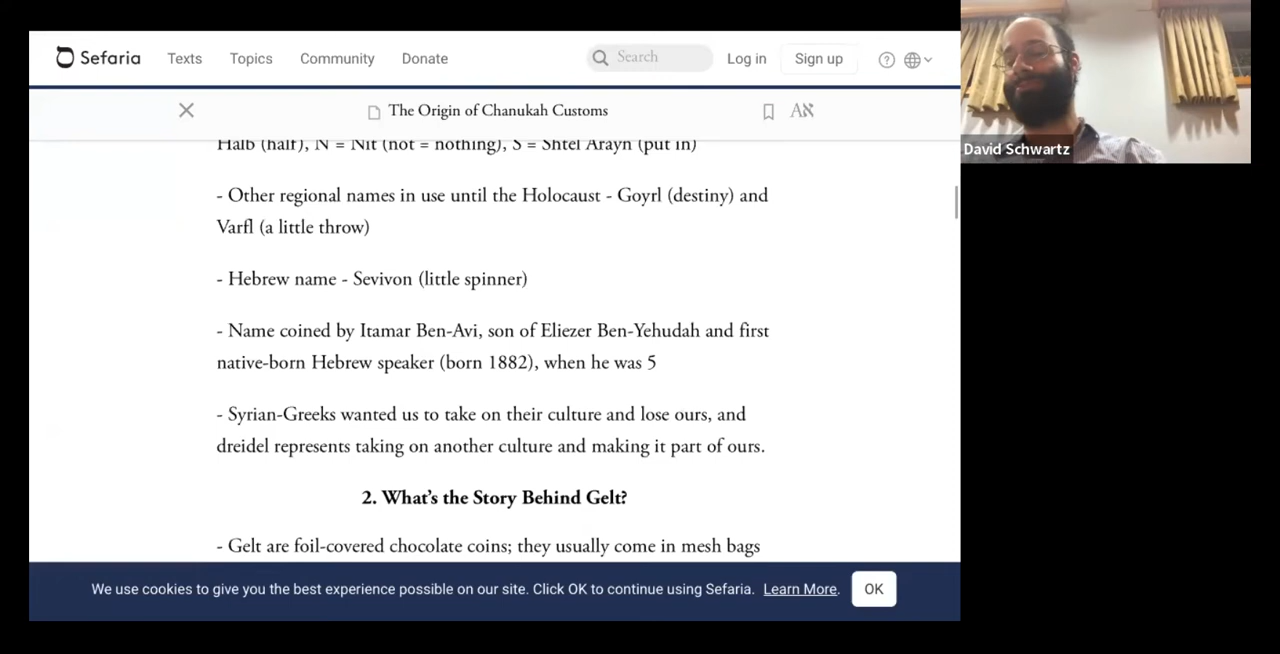 Sefaria Texts Topics Community Donate Search Log in Sign up
The Origin of Chanukah Customs
David Schwartz
Halb (half), N = Nit (not = nothing), S = Shtel Arayn (put in)
- Other regional names in use until the Holocaust - Goyrl (destiny) and
Varfl (a little throw)
- Hebrew name - Sevivon (little spinner)
- Name coined by Itamar Ben-Avi, son of Eliezer Ben-Yehudah and first
native-born Hebrew speaker (born 1882), when he was 5
- Syrian-Greeks wanted us to take on their culture and lose ours, and
dreidel represents taking on another culture and making it part of ours.
2. What's the Story Behind Gelt?
- Gelt are foil-covered chocolate coins; they usually come in mesh bags
We use cookies to give you the best experience possible on our site. Click OK to continue using Sefaria. Learn More. OK